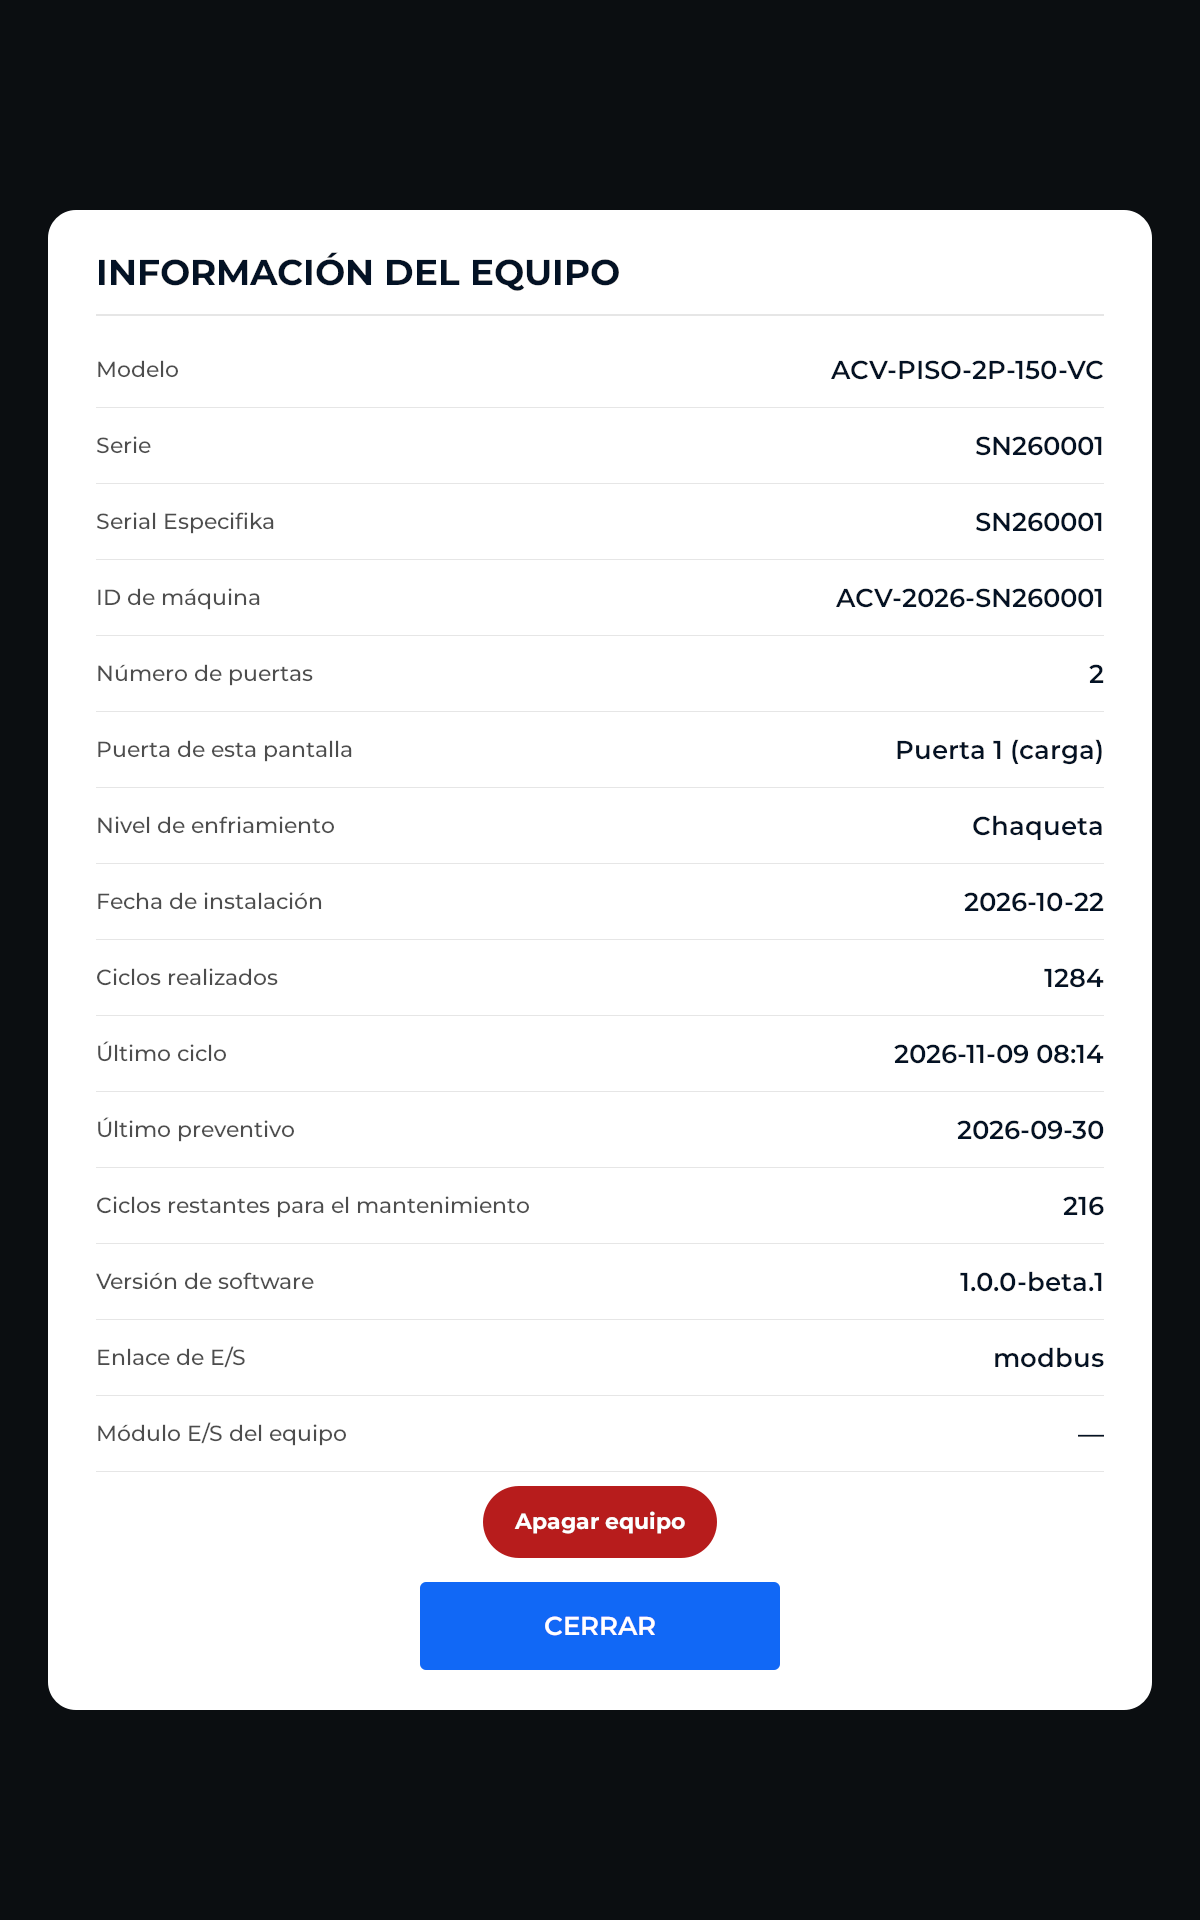 INFORMACIÓN DEL EQUIPO
Modelo ACV-PISO-2P-150-VC
Serie SN260001
Serial Especifika SN260001
ID de máquina ACV-2026-SN260001
Número de puertas 2
Puerta de esta pantalla Puerta 1 (carga)
Nivel de enfriamiento Chaqueta
Fecha de instalación 2026-10-22
Ciclos realizados 1284
Último ciclo 2026-11-09 08:14
Último preventivo 2026-09-30
Ciclos restantes para el mantenimiento 216
Versión de software 1.0.0-beta.1
Enlace de E/S modbus
Módulo E/S del equipo —
Apagar equipo
CERRAR